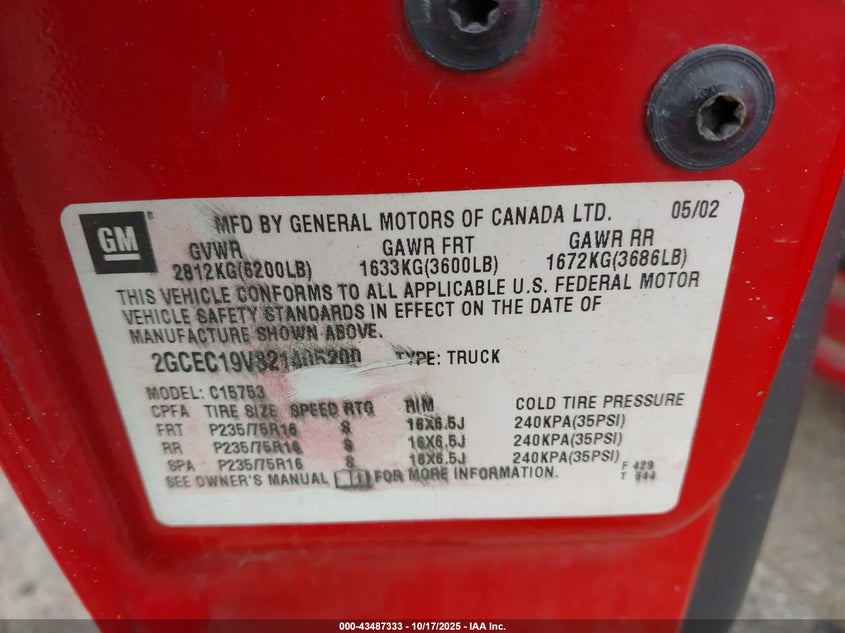 GM ®
MFD BY GENERAL MOTORS OF CANADA LTD. 05/02
GVWR GAWR FRT GAWR RR
2812KG(6200LB) 1633KG(3600LB) 1672KG(3686LB)
THIS VEHICLE CONFORMS TO ALL APPLICABLE U.S. FEDERAL MOTOR
VEHICLE SAFETY STANDARDS IN EFFECT ON THE DATE OF
MANUFACTURE SHOWN ABOVE.
2GCEC19V321405200 TYPE: TRUCK
MODEL: C15753
CPFA TIRE SIZE SPEED RTG RIM COLD TIRE PRESSURE
FRT P235/75R16 S 16X6.5J 240KPA(35PSI)
RR P235/75R16 S 16X6.5J 240KPA(35PSI)
SPA P235/75R16 S 16X6.5J 240KPA(35PSI)
F 429
T
SEE OWNER'S MANUAL FOR MORE INFORMATION.
000-43487333 - 10/17/2025 - IAA Inc.